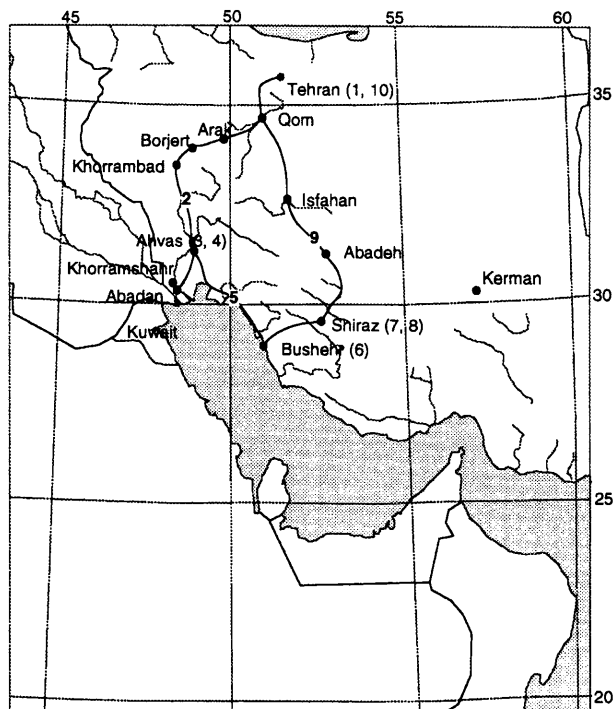 45 50 55 60
35
Tehran (1, 10)
Qom
Arak
Borjert
Khorrambad
2
Isfahan
Ahvas (3, 4)
9
Abadeh
Khorramshahr
Kerman
Abadan
5
30
Kuwait
Shiraz (7, 8)
Bushehr (6)
25
20